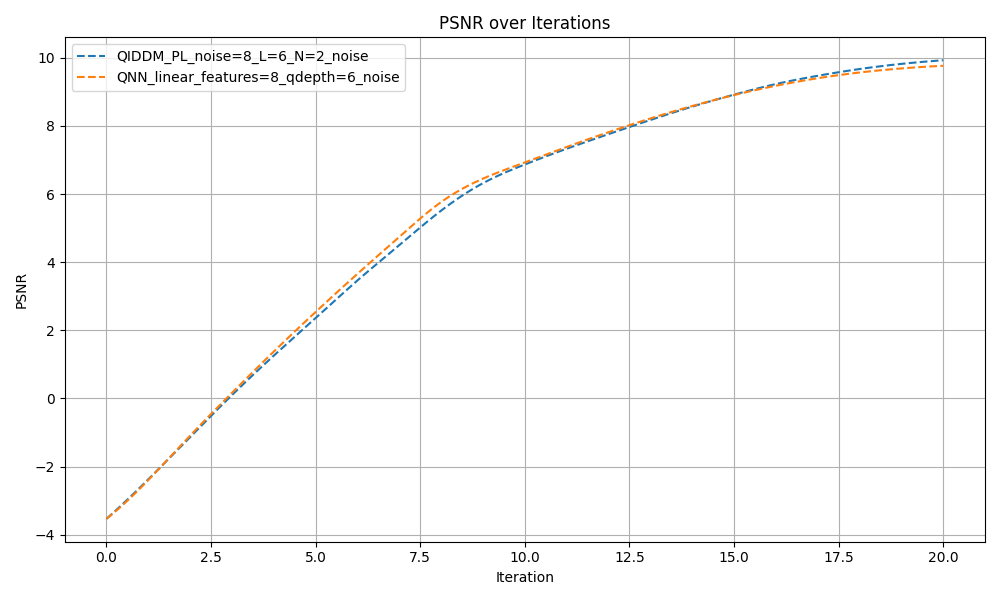 PSNR over Iterations
QIDDM_PL_noise=8_L=6_N=2_noise
QNN_linear_features=8_qdepth=6_noise
PSNR
10
8
6
4
2
0
−2
−4
0.0 2.5 5.0 7.5 10.0 12.5 15.0 17.5 20.0
Iteration